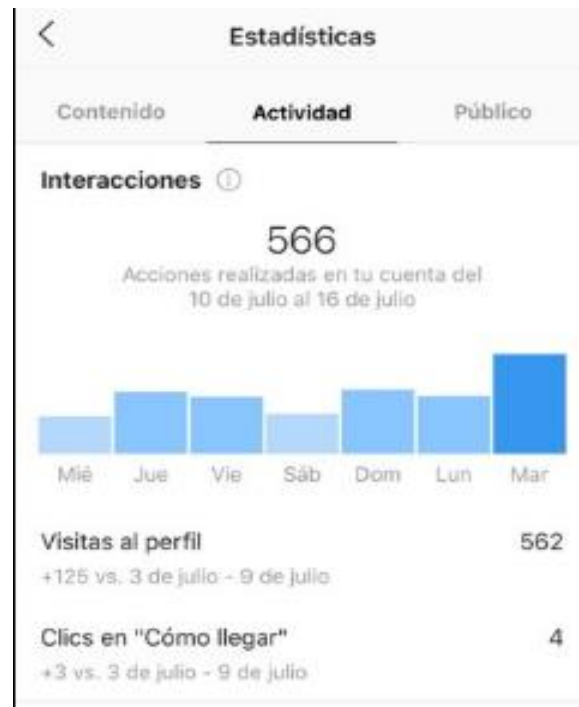 Estadísticas
Contenido Actividad Público
Interacciones
566
Acciones realizadas en tu cuenta del
10 de julio al 16 de julio
Mié Jue Vie Sáb Dom Lun Mar
Visitas al perfil 562
+125 vs. 3 de julio - 9 de julio
Clics en "Cómo llegar" 4
+3 vs. 3 de julio - 9 de julio